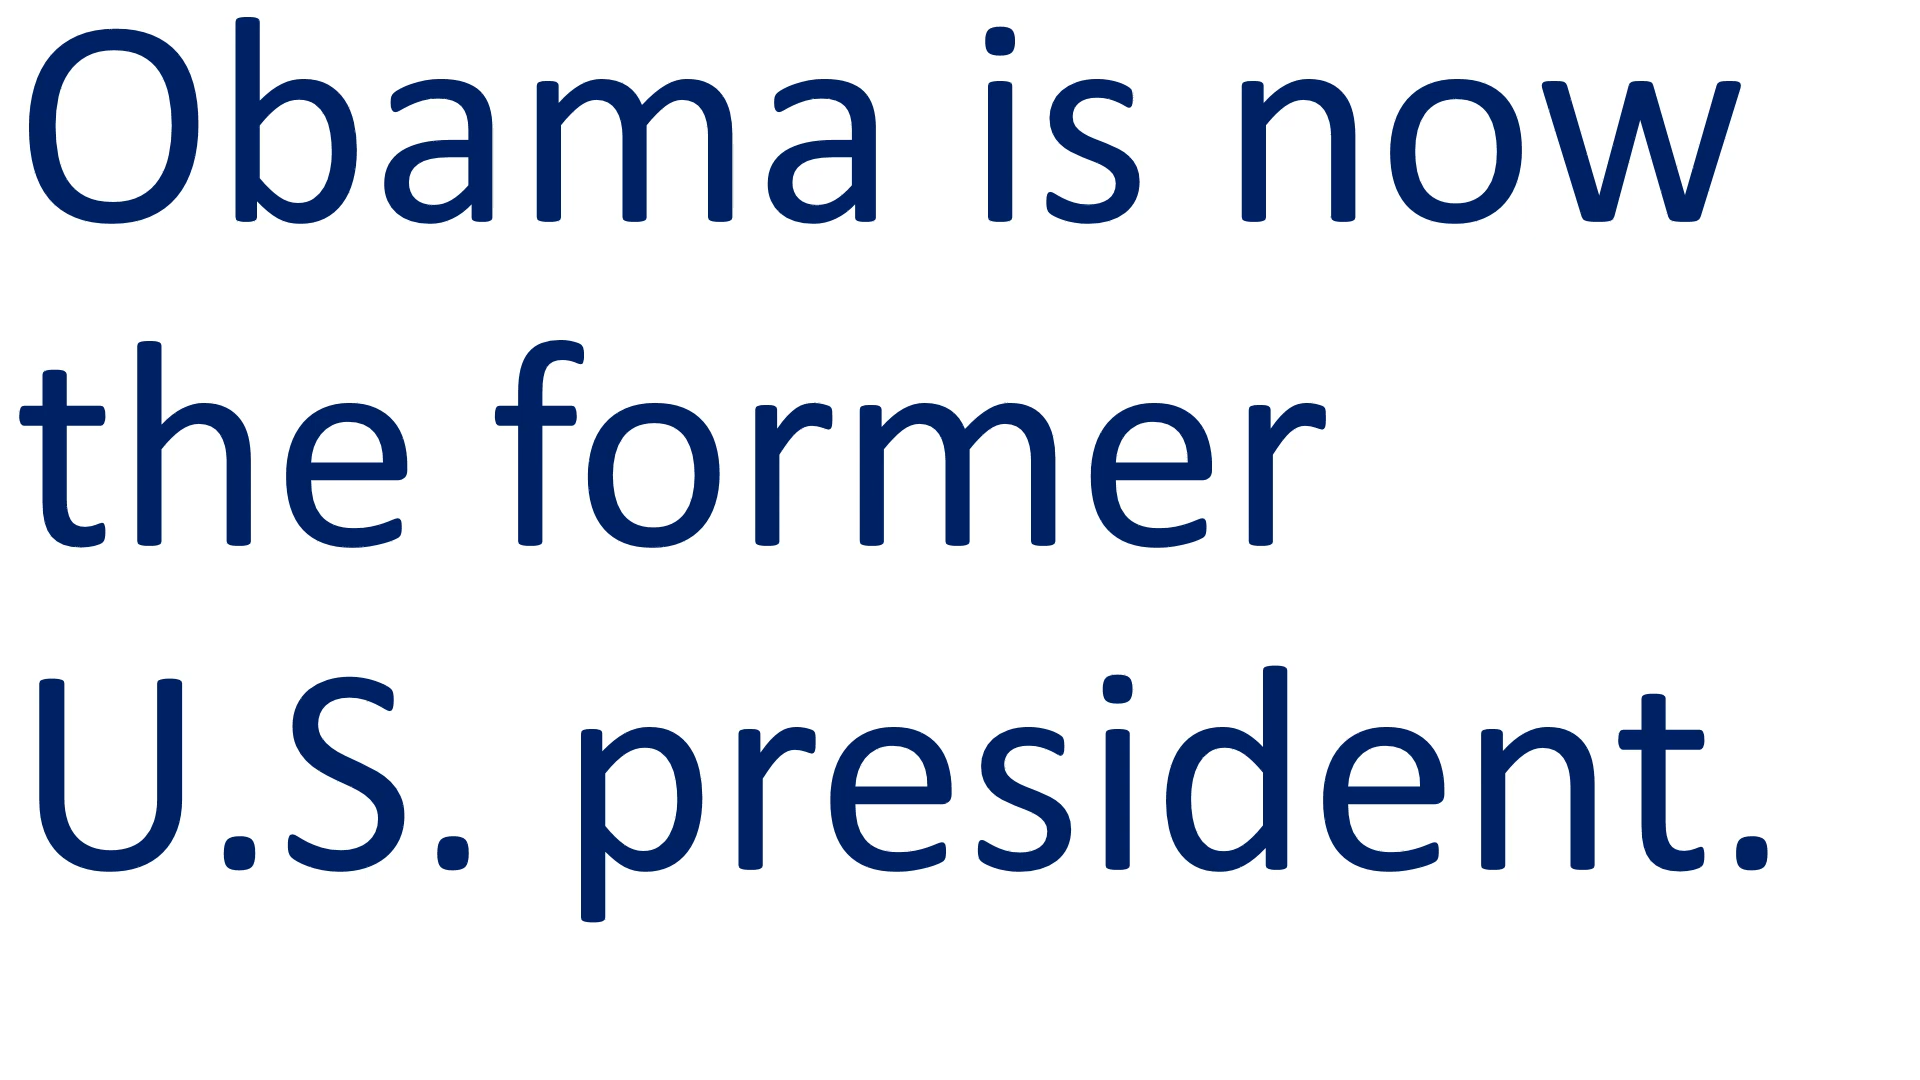 Obama is now
the former
U.S. president.